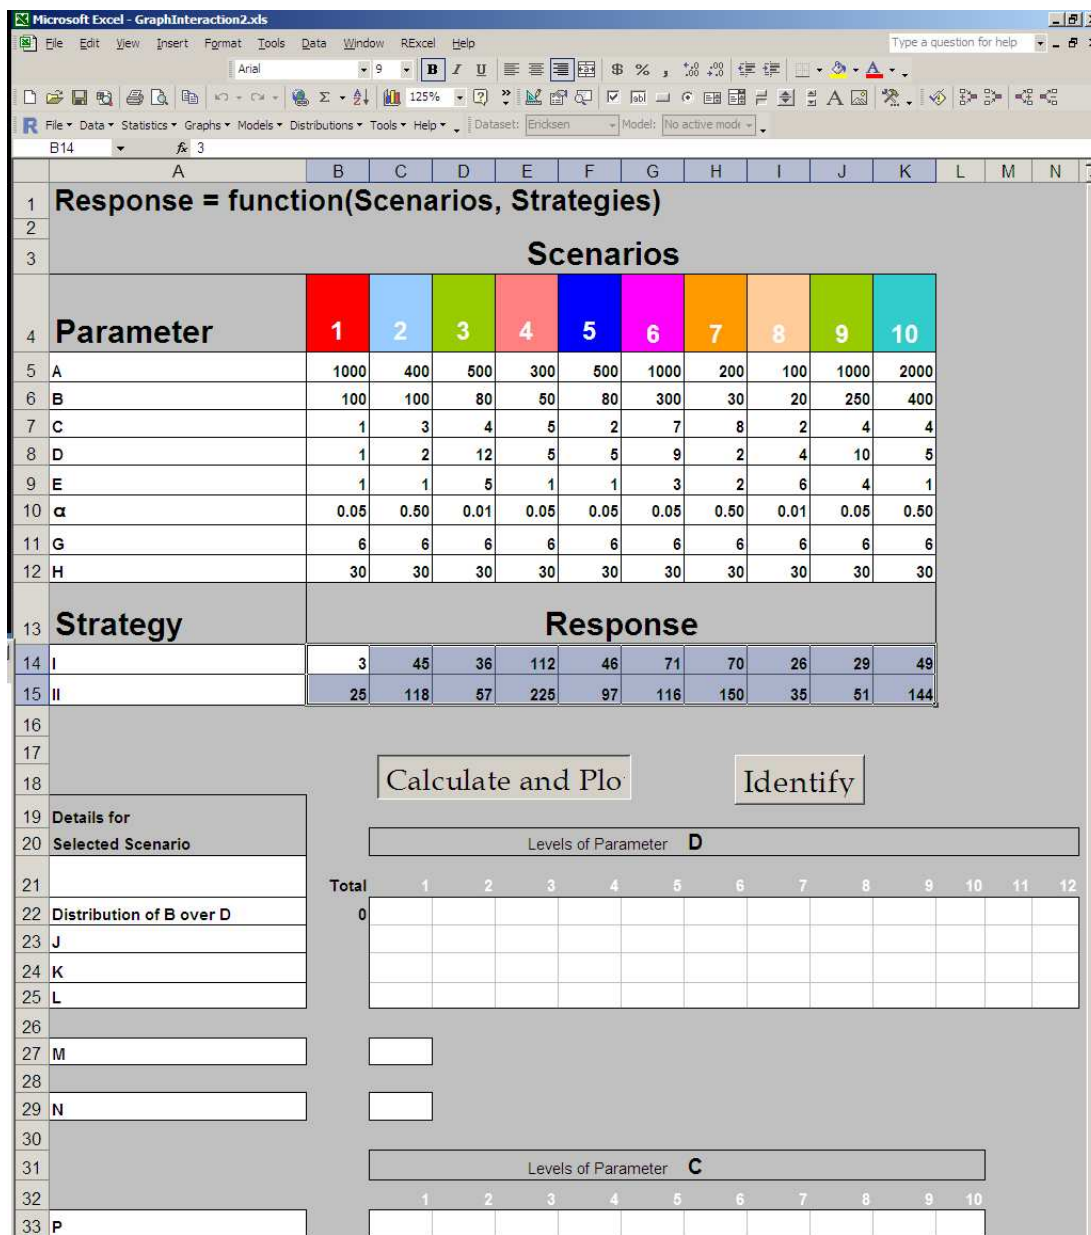 Microsoft Excel - GraphInteraction2.xls
File Edit View Insert Format Tools Data Window RExcel Help Type a question for help
Arial 9 B I U $ % ,
Σ 125%
R File Data Statistics Graphs Models Distributions Tools Help Dataset: Ericksen Model: No active mode
B14 fx 3
A B C D E F G H I J K L M N
1 Response = function(Scenarios, Strategies)
2
3 Scenarios
4 Parameter 1 2 3 4 5 6 7 8 9 10
5 A 1000 400 500 300 500 1000 200 100 1000 2000
6 B 100 100 80 50 80 300 30 20 250 400
7 C 1 3 4 5 2 7 8 2 4 4
8 D 1 2 12 5 5 9 2 4 10 5
9 E 1 1 5 1 1 3 2 6 4 1
10 α 0.05 0.50 0.01 0.05 0.05 0.05 0.50 0.01 0.05 0.50
11 G 6 6 6 6 6 6 6 6 6 6
12 H 30 30 30 30 30 30 30 30 30 30
13 Strategy Response
14 I 3 45 36 112 46 71 70 26 29 49
15 II 25 118 57 225 97 116 150 35 51 144
16
17
18 Calculate and Plo Identify
19 Details for
20 Selected Scenario Levels of Parameter D
21 Total 1 2 3 4 5 6 7 8 9 10 11 12
22 Distribution of B over D 0
23 J
24 K
25 L
26
27 M
28
29 N
30
31 Levels of Parameter C
32 1 2 3 4 5 6 7 8 9 10
33 P